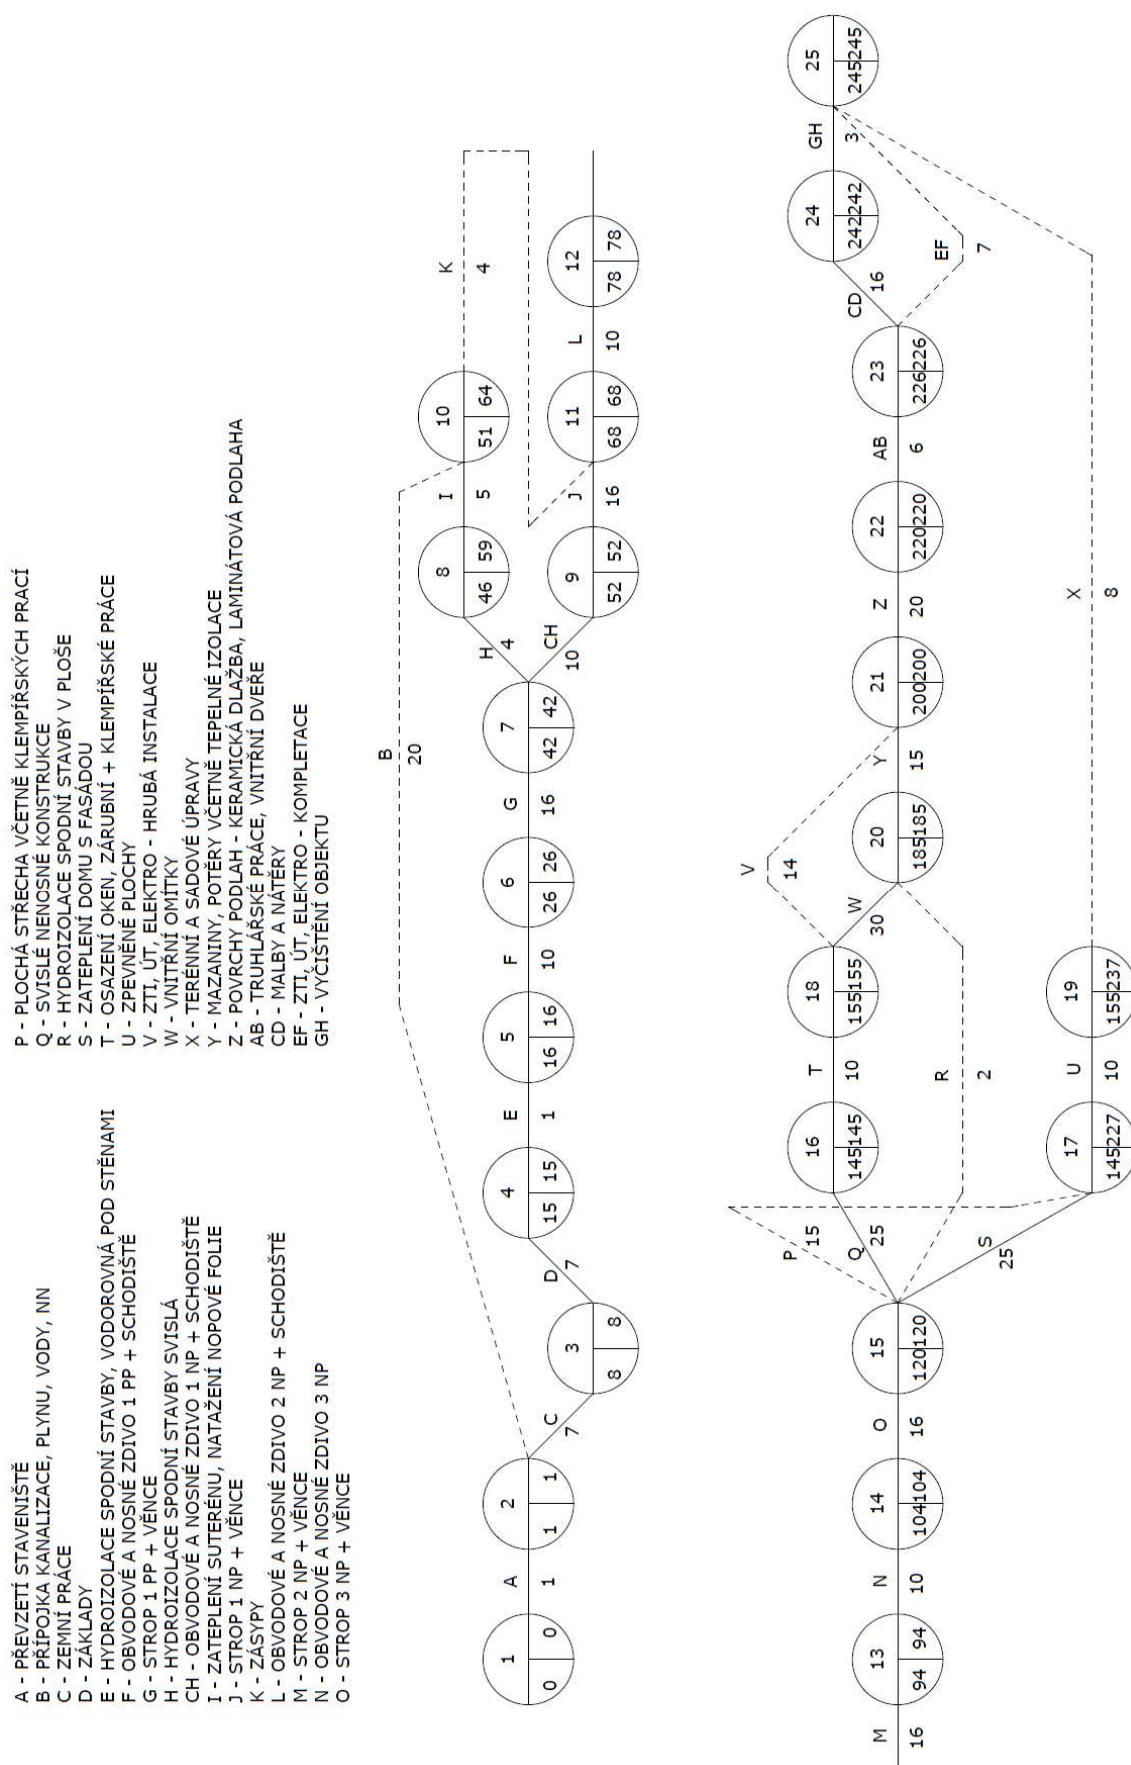 A - PŘEVZETÍ STAVENIŠTĚ
B - PŘÍPOJKA KANALIZACE, PLYNU, VODY, NN
C - ZEMNÍ PRÁCE
D - ZÁKLADY
E - HYDROIZOLACE SPODNÍ STAVBY, VODOROVNÁ POD STĚNAMI
F - OBVODOVÉ A NOSNÉ ZDIVO 1 PP + SCHODIŠTĚ
G - STROP 1 PP + VĚNCE
H - HYDROIZOLACE SPODNÍ STAVBY SVISLÁ
CH - OBVODOVÉ A NOSNÉ ZDIVO 1 NP + SCHODIŠTĚ
I - ZATEPLENÍ SUTERÉNU, NATAŽENÍ NOPOVÉ FOLIE
J - STROP 1 NP + VĚNCE
K - ZÁSYPY
L - OBVODOVÉ A NOSNÉ ZDIVO 2 NP + SCHODIŠTĚ
M - STROP 2 NP + VĚNCE
N - OBVODOVÉ A NOSNÉ ZDIVO 3 NP
O - STROP 3 NP + VĚNCE
P - PLOCHÁ STŘECHA VČETNĚ KLEMPÍŘSKÝCH PRACÍ
Q - SVISLÉ NENOSNÉ KONSTRUKCE
R - HYDROIZOLACE SPODNÍ STAVBY V PLOŠE
S - ZATEPLENÍ DOMU S FASÁDOU
T - OSAZENÍ OKEN, ZÁRUBNÍ + KLEMPÍŘSKÉ PRÁCE
U - ZPEVNĚNÉ PLOCHY
V - ZTI, ÚT, ELEKTRO - HRUBÁ INSTALACE
W - VNITŘNÍ OMÍTKY
X - TERÉNNÍ A SADOVÉ ÚPRAVY
Y - MAZANINY, POTĚRY VČETNĚ TEPELNÉ IZOLACE
Z - POVRCHY PODLAH - KERAMICKÁ DLAŽBA, LAMINÁTOVÁ PODLAHA
AB - TRUHLÁŘSKÉ PRÁCE, VNITŘNÍ DVEŘE
CD - MALBY A NÁTĚRY
EF - ZTI, ÚT, ELEKTRO - KOMPLETACE
GH - VYČIŠTĚNÍ OBJEKTU
B
20
1
0 0
A
1
2
1 1
C
7
3
8 8
D
7
4
15 15
E
1
5
16 16
F
10
6
26 26
G
16
7
42 42
H
4
CH
10
8
46 59
I
5
10
51 64
K
4
9
52 52
J
16
11
68 68
L
10
12
78 78
M
16
13
94 94
N
10
14
104 104
O
16
15
120 120
P
15
Q
25
S
25
16
145 145
T
10
18
155 155
V
14
W
30
R
2
17
145 227
U
10
19
155 237
X
8
20
185 185
Y
15
21
200 200
Z
20
22
220 220
AB
6
23
226 226
CD
16
EF
7
24
242 242
GH
3
25
245 245